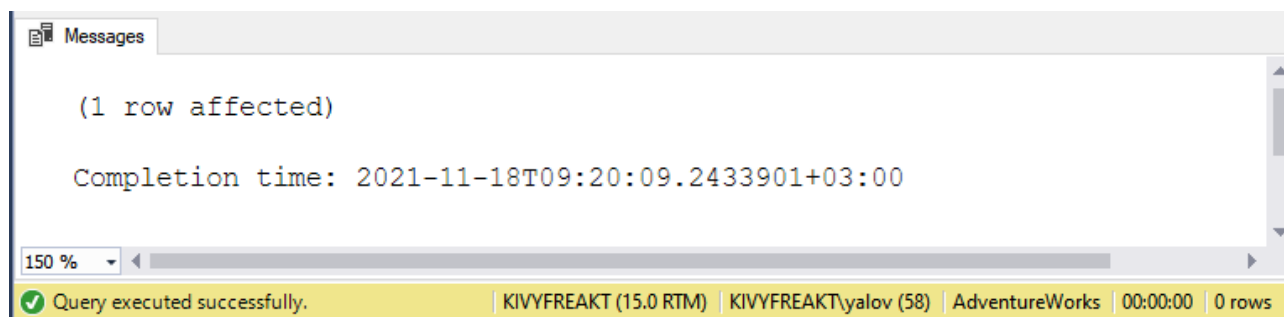 Messages
(1 row affected)
Completion time: 2021-11-18T09:20:09.2433901+03:00
150 %
Query executed successfully. KIVYFREAKT (15.0 RTM) KIVYFREAKT\yalov (58) AdventureWorks 00:00:00 0 rows